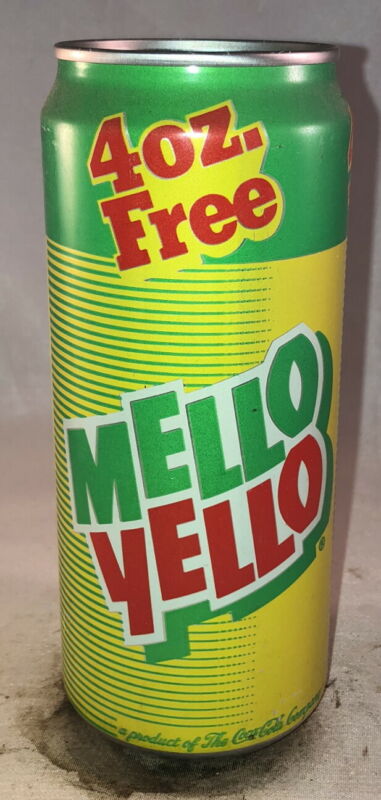 4oz.
Free
MELLO
YELLO
®
a product of The Coca-Cola Company